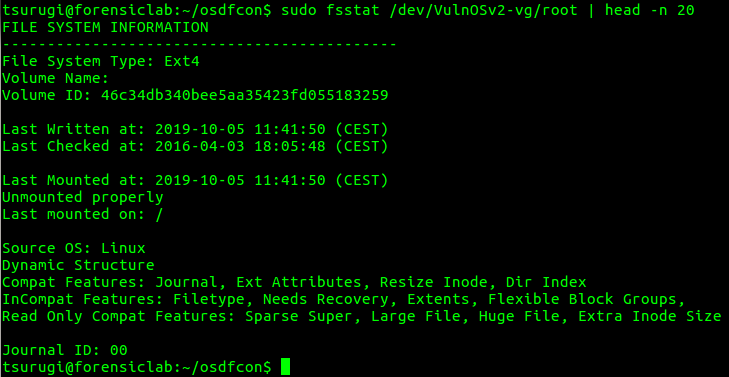 tsurugi@forensiclab:~/osdfcon$ sudo fsstat /dev/VulnOSv2-vg/root | head -n 20
FILE SYSTEM INFORMATION
--------------------------------------------
File System Type: Ext4
Volume Name:
Volume ID: 46c34db340bee5aa35423fd055183259
Last Written at: 2019-10-05 11:41:50 (CEST)
Last Checked at: 2016-04-03 18:05:48 (CEST)
Last Mounted at: 2019-10-05 11:41:50 (CEST)
Unmounted properly
Last mounted on: /
Source OS: Linux
Dynamic Structure
Compat Features: Journal, Ext Attributes, Resize Inode, Dir Index
InCompat Features: Filetype, Needs Recovery, Extents, Flexible Block Groups,
Read Only Compat Features: Sparse Super, Large File, Huge File, Extra Inode Size
Journal ID: 00
tsurugi@forensiclab:~/osdfcon$